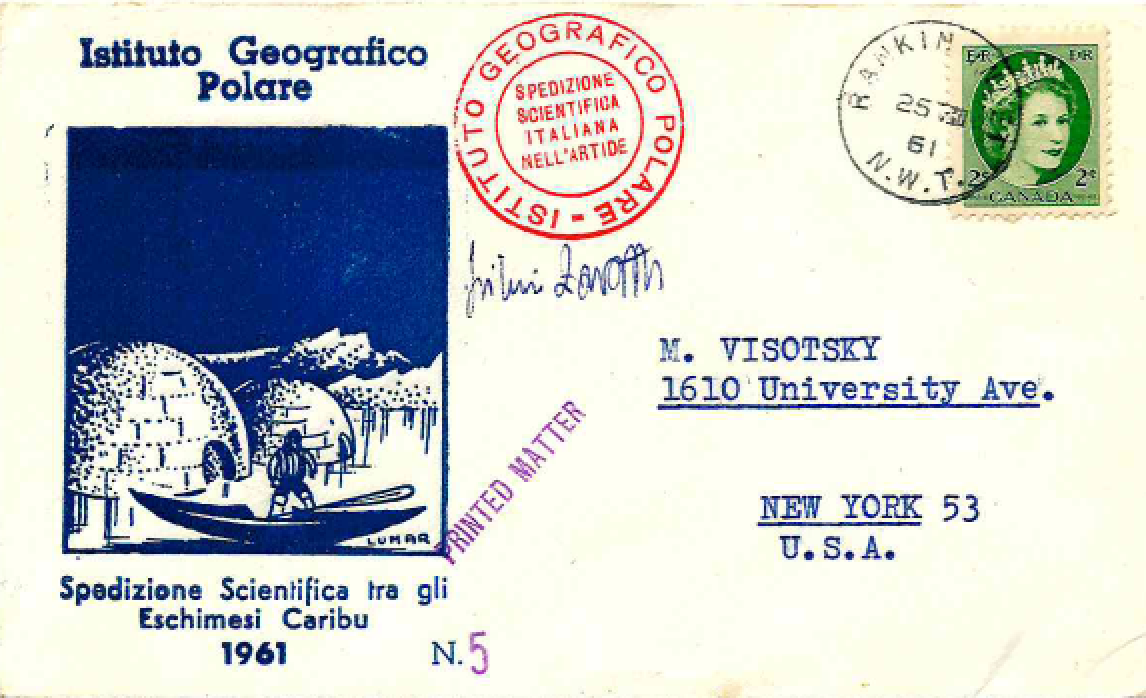 Istituto Geografico
Polare
ISTITUTO GEOGRAFICO POLARE -
SPEDIZIONE
SCIENTIFICA
ITALIANA
NELL'ARTIDE
RANKIN
25
61
N.W.T.
E R E R
2¢ 2¢
CANADA
M. VISOTSKY
1610 University Ave.
NEW YORK 53
U.S.A.
PRINTED MATTER
LUMAR
Spedizione Scientifica tra gli
Eschimesi Caribu
1961
N. 5